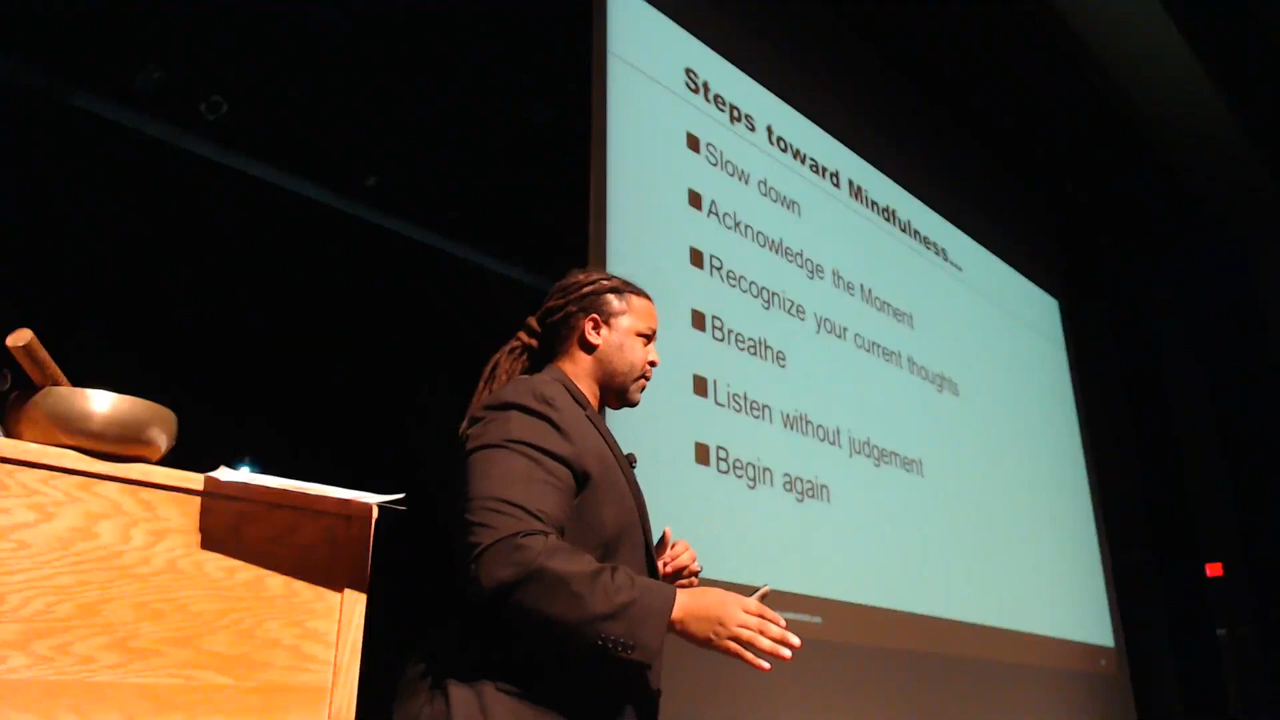 Steps toward Mindfulness...
Slow down
Acknowledge the Moment
Recognize your current thoughts
Breathe
Listen without judgement
Begin again